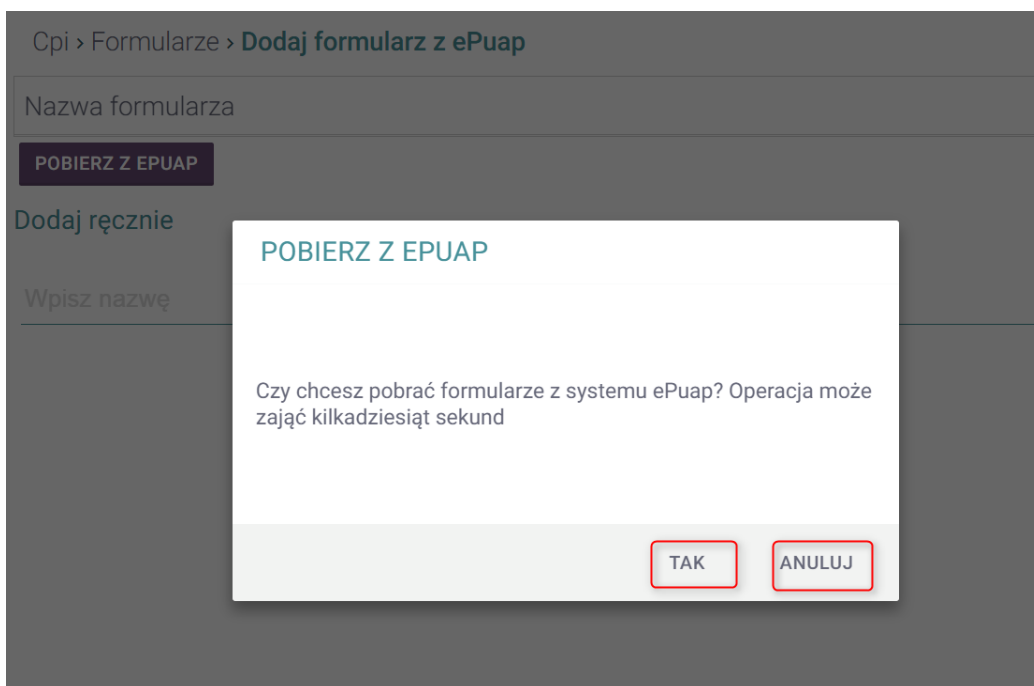 Cpi › Formularze › Dodaj formularz z ePuap
Nazwa formularza
POBIERZ Z EPUAP
Dodaj ręcznie
Wpisz nazwę
POBIERZ Z EPUAP
Czy chcesz pobrać formularze z systemu ePuap? Operacja może
zająć kilkadziesiąt sekund
TAK ANULUJ